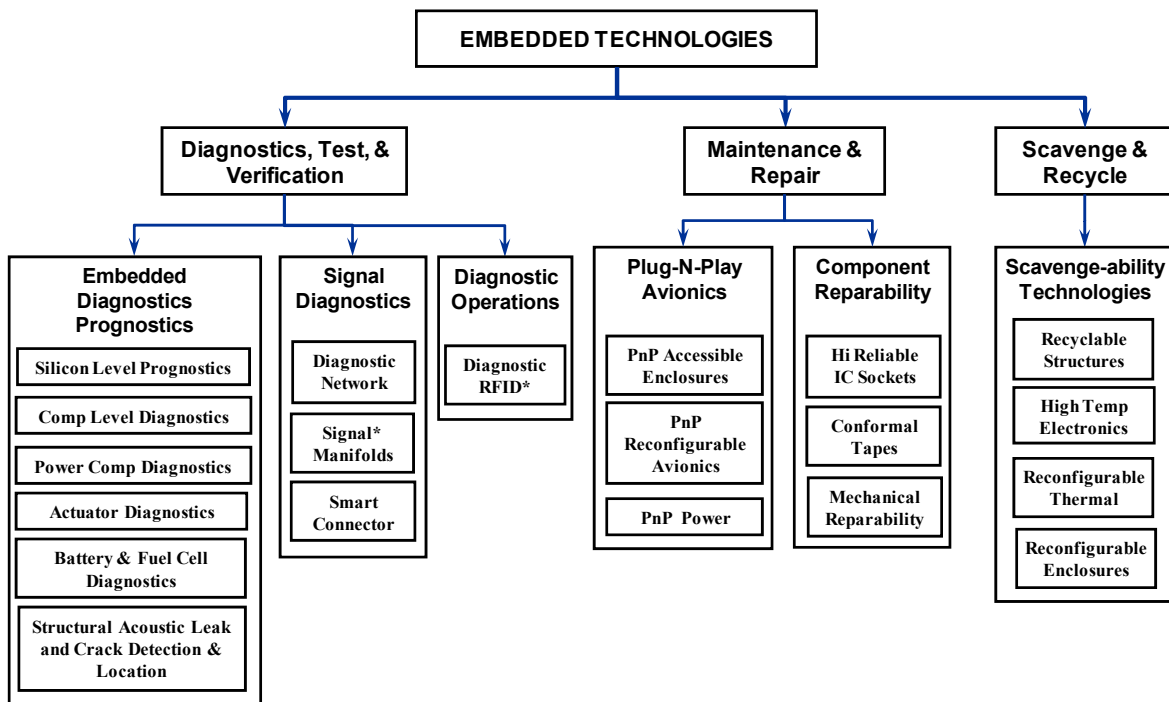 EMBEDDED TECHNOLOGIES
Diagnostics, Test, &
Verification
Maintenance &
Repair
Scavenge &
Recycle
Embedded
Diagnostics
Prognostics
Silicon Level Prognostics
Comp Level Diagnostics
Power Comp Diagnostics
Actuator Diagnostics
Battery & Fuel Cell
Diagnostics
Structural Acoustic Leak
and Crack Detection &
Location
Signal
Diagnostics
Diagnostic
Network
Signal*
Manifolds
Smart
Connector
Diagnostic
Operations
Diagnostic
RFID*
Plug-N-Play
Avionics
PnP Accessible
Enclosures
PnP
Reconfigurable
Avionics
PnP Power
Component
Reparability
Hi Reliable
IC Sockets
Conformal
Tapes
Mechanical
Reparability
Scavenge-ability
Technologies
Recyclable
Structures
High Temp
Electronics
Reconfigurable
Thermal
Reconfigurable
Enclosures